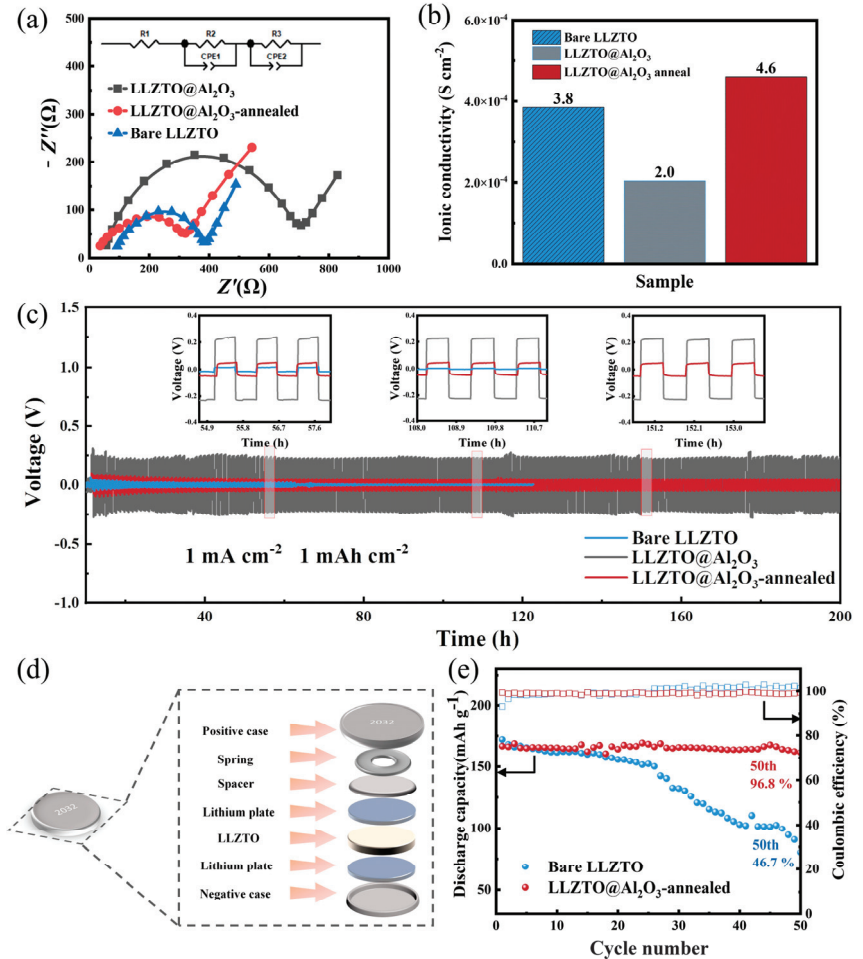 (a)
500
400
300
200
100
0
0
200
400
600
800
1000
- Z''(Ω)
Z'(Ω)
R1
R2
R3
CPE1
CPE2
LLZTO@Al₂O₃
LLZTO@Al₂O₃-annealed
Bare LLZTO
(b)
6.0×10⁻⁴
4.0×10⁻⁴
2.0×10⁻⁴
0.0
Ionic conductivity (S cm⁻²)
Bare LLZTO
LLZTO@Al₂O₃
LLZTO@Al₂O₃ anneal
3.8
2.0
4.6
Sample
(c)
1.5
1.0
0.5
0.0
-0.5
-1.0
Voltage (V)
0.4
0.2
0.0
-0.2
-0.4
Voltage (V)
54.9
55.8
56.7
57.6
Time (h)
0.4
0.2
0.0
-0.2
-0.4
Voltage (V)
108.0
108.9
109.8
110.7
Time (h)
0.4
0.2
0.0
-0.2
-0.4
Voltage (V)
151.2
152.1
153.0
Time (h)
1 mA cm⁻² 1 mAh cm⁻²
Bare LLZTO
LLZTO@Al₂O₃
LLZTO@Al₂O₃-annealed
40
80
120
160
200
Time (h)
(d)
2032
Positive case
2032
Spring
Spacer
Lithium plate
LLZTO
Lithium plate
Negative case
(e)
200
150
100
50
Discharge capacity(mAh g⁻¹)
100
80
60
40
20
0
Coulombic efficiency (%)
50th
96.8 %
50th
46.7 %
Bare LLZTO
LLZTO@Al₂O₃-annealed
0
10
20
30
40
50
Cycle number